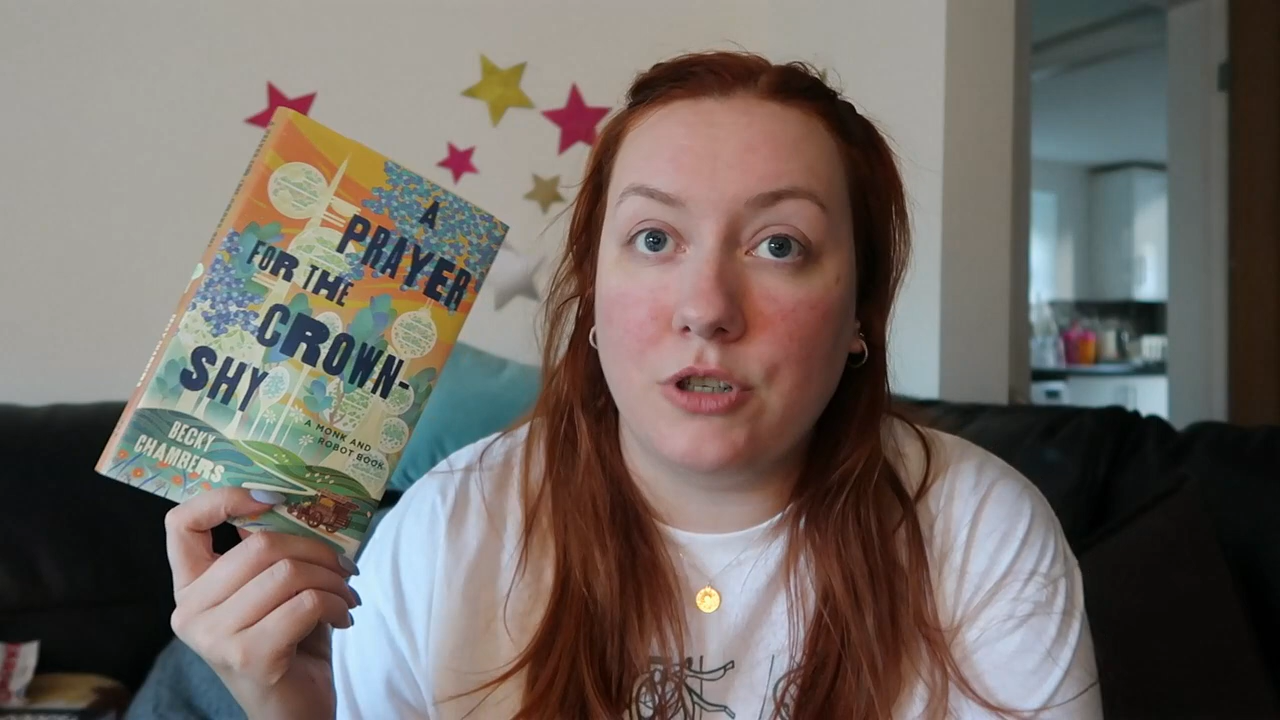 A
PRAYER
FOR THE
CROWN-
SHY
A MONK AND
ROBOT BOOK
BECKY
CHAMBERS